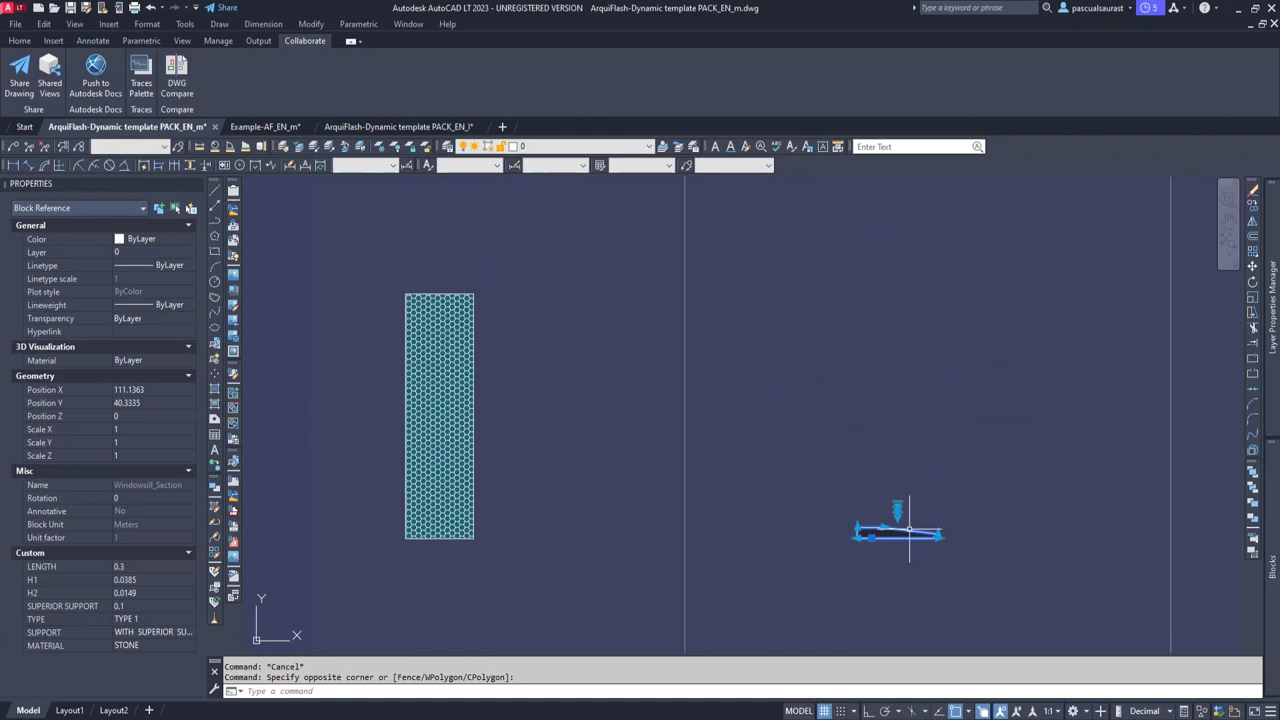 LT
Share
Autodesk AutoCAD LT 2023 - UNREGISTERED VERSION
ArquiFlash-Dynamic template PACK_EN_m.dwg
Type a keyword or phrase
pascualsaurast
5
File
Edit
View
Insert
Format
Tools
Draw
Dimension
Modify
Parametric
Window
Help
Home
Insert
Annotate
Parametric
View
Manage
Output
Collaborate
Share Drawing
Shared Views
Push to Autodesk Docs
Traces Palette
DWG Compare
Share
Autodesk Docs
Traces
Compare
Start
ArquiFlash-Dynamic template PACK_EN_m*
Example-AF_EN_m*
ArquiFlash-Dynamic template PACK_EN_I*
0
Enter Text
PROPERTIES
Block Reference
General
Color ByLayer
Layer 0
Linetype ByLayer
Linetype scale 1
Plot style ByColor
Lineweight ByLayer
Transparency ByLayer
Hyperlink
3D Visualization
Material ByLayer
Geometry
Position X 111.1363
Position Y 40.3335
Position Z 0
Scale X 1
Scale Y 1
Scale Z 1
Misc
Name Windowsill_Section
Rotation 0
Annotative No
Block Unit Meters
Unit factor 1
Custom
LENGTH 0.3
H1 0.0385
H2 0.0149
SUPERIOR SUPPORT 0.1
TYPE TYPE 1
SUPPORT WITH SUPERIOR SU...
MATERIAL STONE
Y
X
Layer Properties Manager
Blocks
Command: *Cancel*
Command: Specify opposite corner or [Fence/WPolygon/CPolygon]:
Type a command
Model
Layout1
Layout2
MODEL
1:1
Decimal